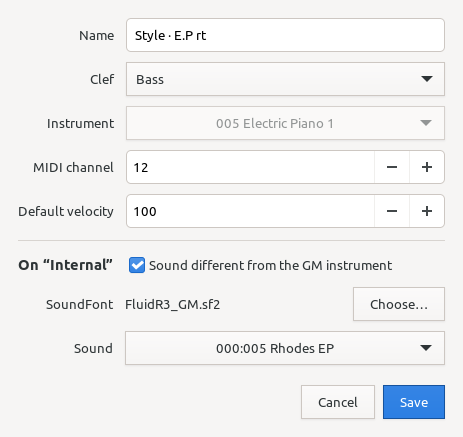 Name Style · E.P rt
Clef Bass
Instrument 005 Electric Piano 1
MIDI channel 12 − +
Default velocity 100 − +
On “Internal” Sound different from the GM instrument
SoundFont FluidR3_GM.sf2 Choose…
Sound 000:005 Rhodes EP
Cancel Save